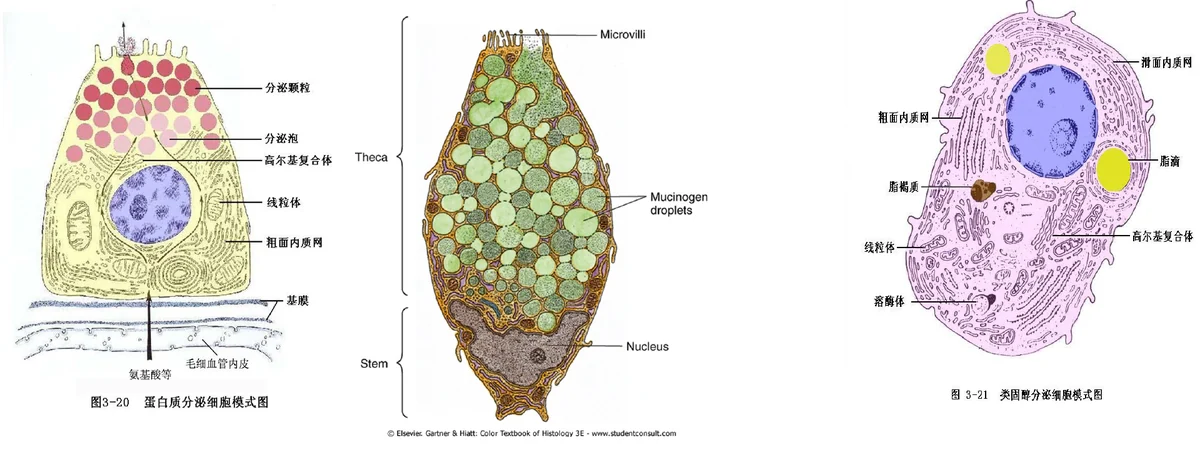 分泌颗粒
分泌泡
高尔基复合体
线粒体
粗面内质网
基膜
毛细血管内皮
氨基酸等
图3-20 蛋白质分泌细胞模式图
Microvilli
Theca
Mucinogen
droplets
Nucleus
Stem
© Elsevier. Gartner & Hiatt: Color Textbook of Histology 3E - www.studentconsult.com
滑面内质网
粗面内质网
脂滴
脂褐质
高尔基复合体
线粒体
溶酶体
图 3-21 类固醇分泌细胞模式图